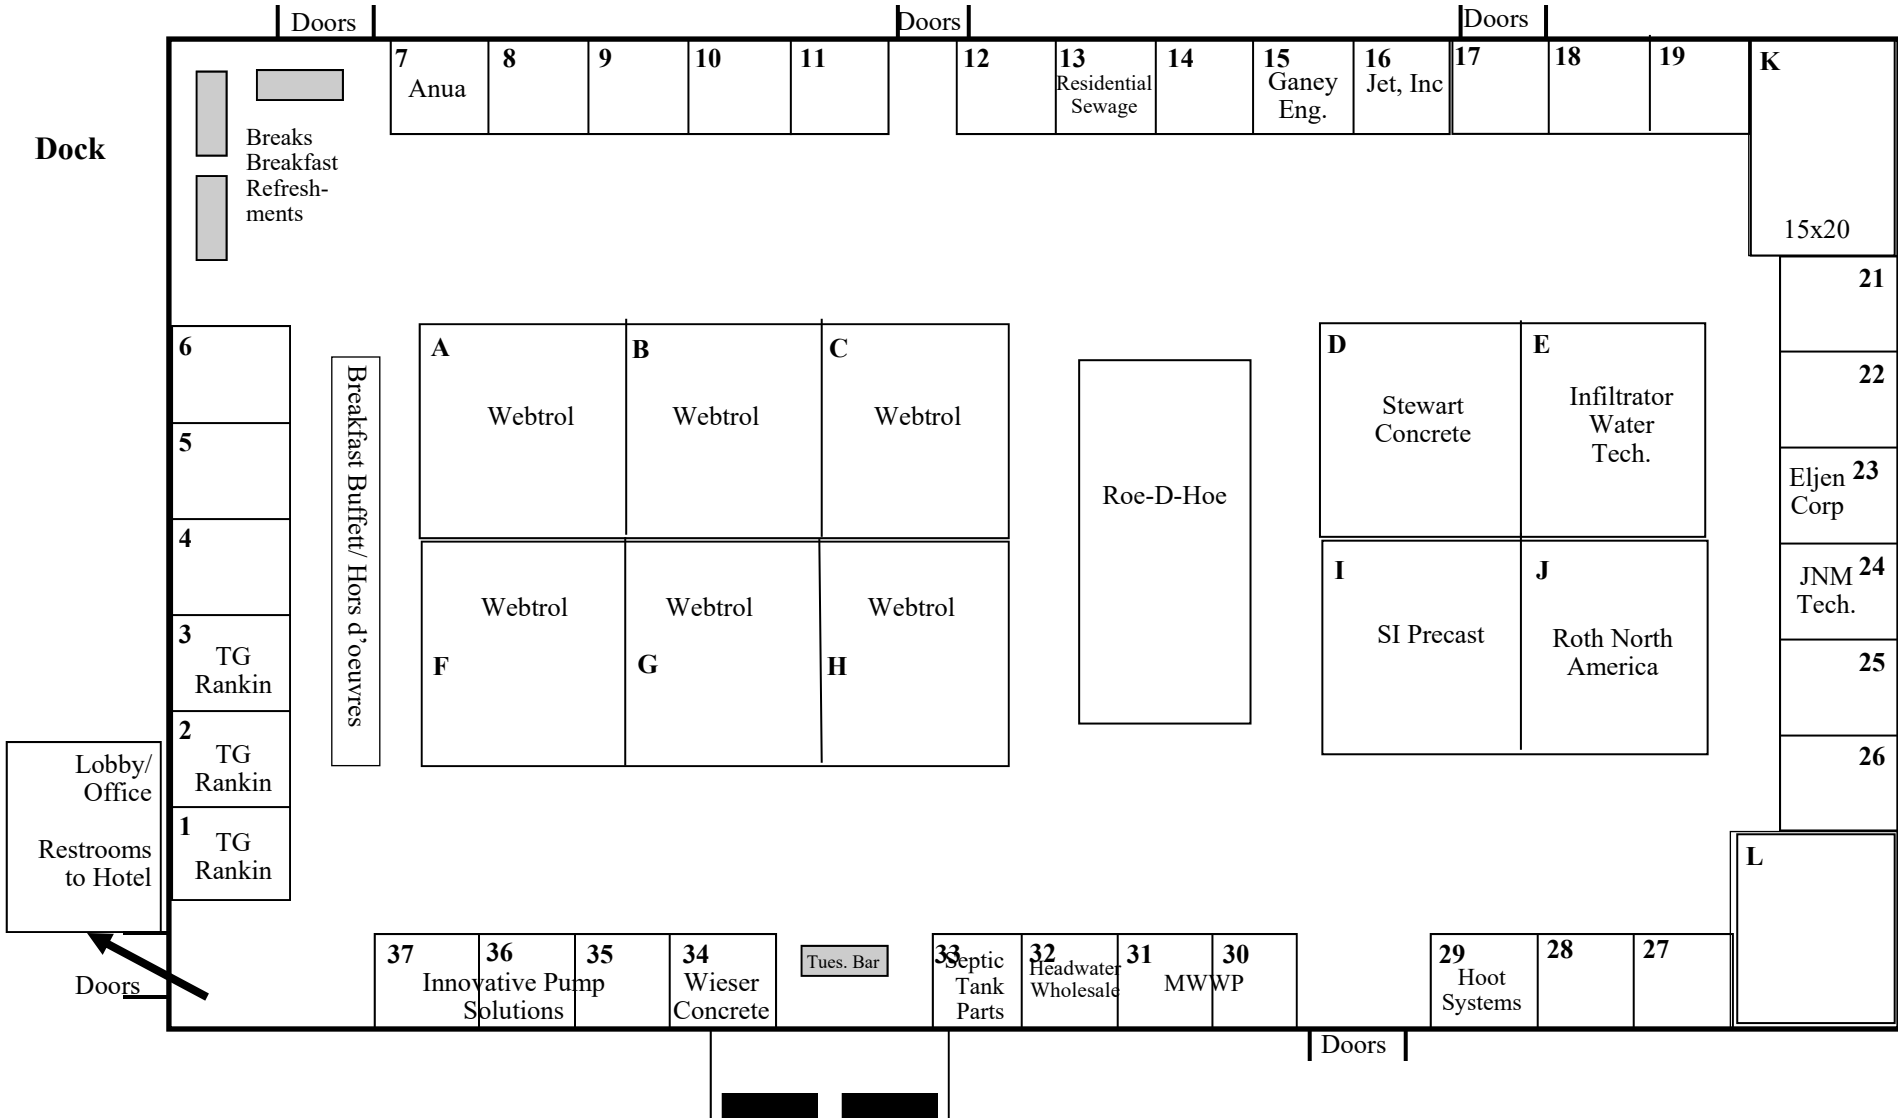 Doors
Doors
Doors
7
Anua
8
9
10
11
12
13
Residential
Sewage
14
15
Ganey
Eng.
16
Jet, Inc
17
18
19
K
15x20
Dock
Breaks
Breakfast
Refresh-
ments
21
22
Eljen 23
Corp
JNM 24
Tech.
25
26
L
6
5
4
3
TG
Rankin
2
TG
Rankin
1
TG
Rankin
Breakfast Buffett/ Hors d’oeuvres
A
Webtrol
B
Webtrol
C
Webtrol
Webtrol
F
Webtrol
G
Webtrol
H
Roe-D-Hoe
D
Stewart
Concrete
E
Infiltrator
Water
Tech.
I
SI Precast
J
Roth North
America
Lobby/
Office
Restrooms
to Hotel
Doors
37
36
35
Innovative Pump
Solutions
34
Wieser
Concrete
Tues. Bar
33
Septic
Tank
Parts
32
Headwater
Wholesale
31
30
MWWP
29
Hoot
Systems
28
27
Doors